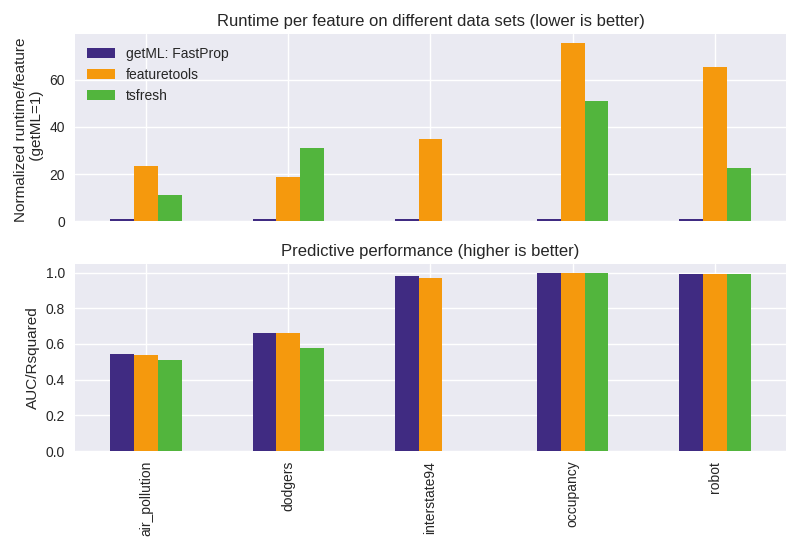 Runtime per feature on different data sets (lower is better)
Normalized runtime/feature
(getML=1)
60
40
20
0
getML: FastProp
featuretools
tsfresh
Predictive performance (higher is better)
AUC/Rsquared
1.0
0.8
0.6
0.4
0.2
0.0
air_pollution
dodgers
interstate94
occupancy
robot